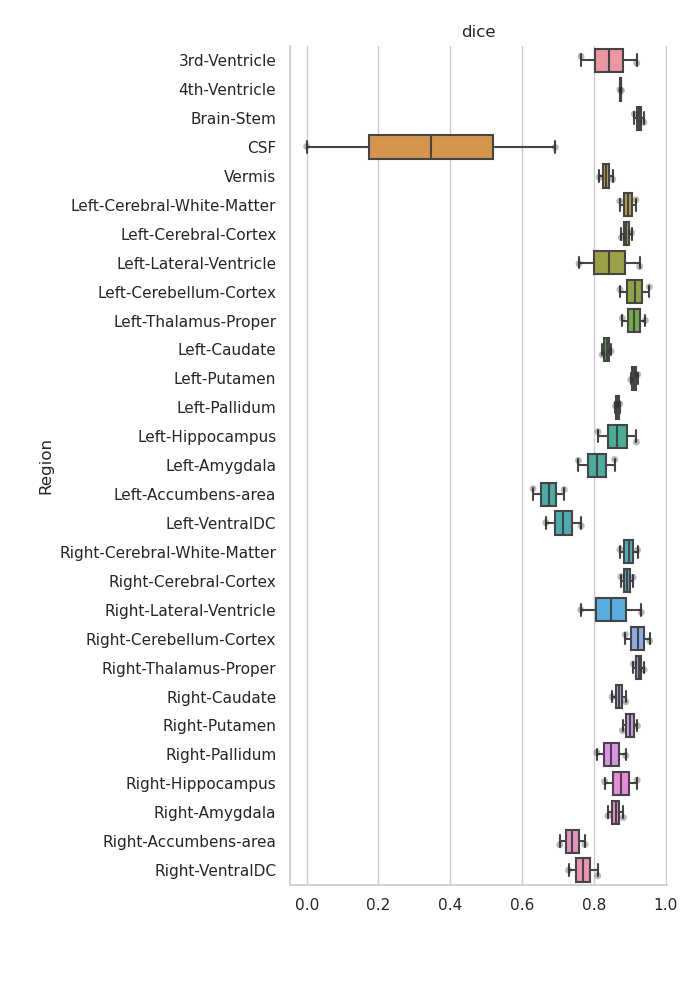 dice
3rd-Ventricle
4th-Ventricle
Brain-Stem
CSF
Vermis
Left-Cerebral-White-Matter
Left-Cerebral-Cortex
Left-Lateral-Ventricle
Left-Cerebellum-Cortex
Left-Thalamus-Proper
Left-Caudate
Left-Putamen
Left-Pallidum
Left-Hippocampus
Left-Amygdala
Left-Accumbens-area
Left-VentralDC
Right-Cerebral-White-Matter
Right-Cerebral-Cortex
Right-Lateral-Ventricle
Right-Cerebellum-Cortex
Right-Thalamus-Proper
Right-Caudate
Right-Putamen
Right-Pallidum
Right-Hippocampus
Right-Amygdala
Right-Accumbens-area
Right-VentralDC
Region
0.0 0.2 0.4 0.6 0.8 1.0